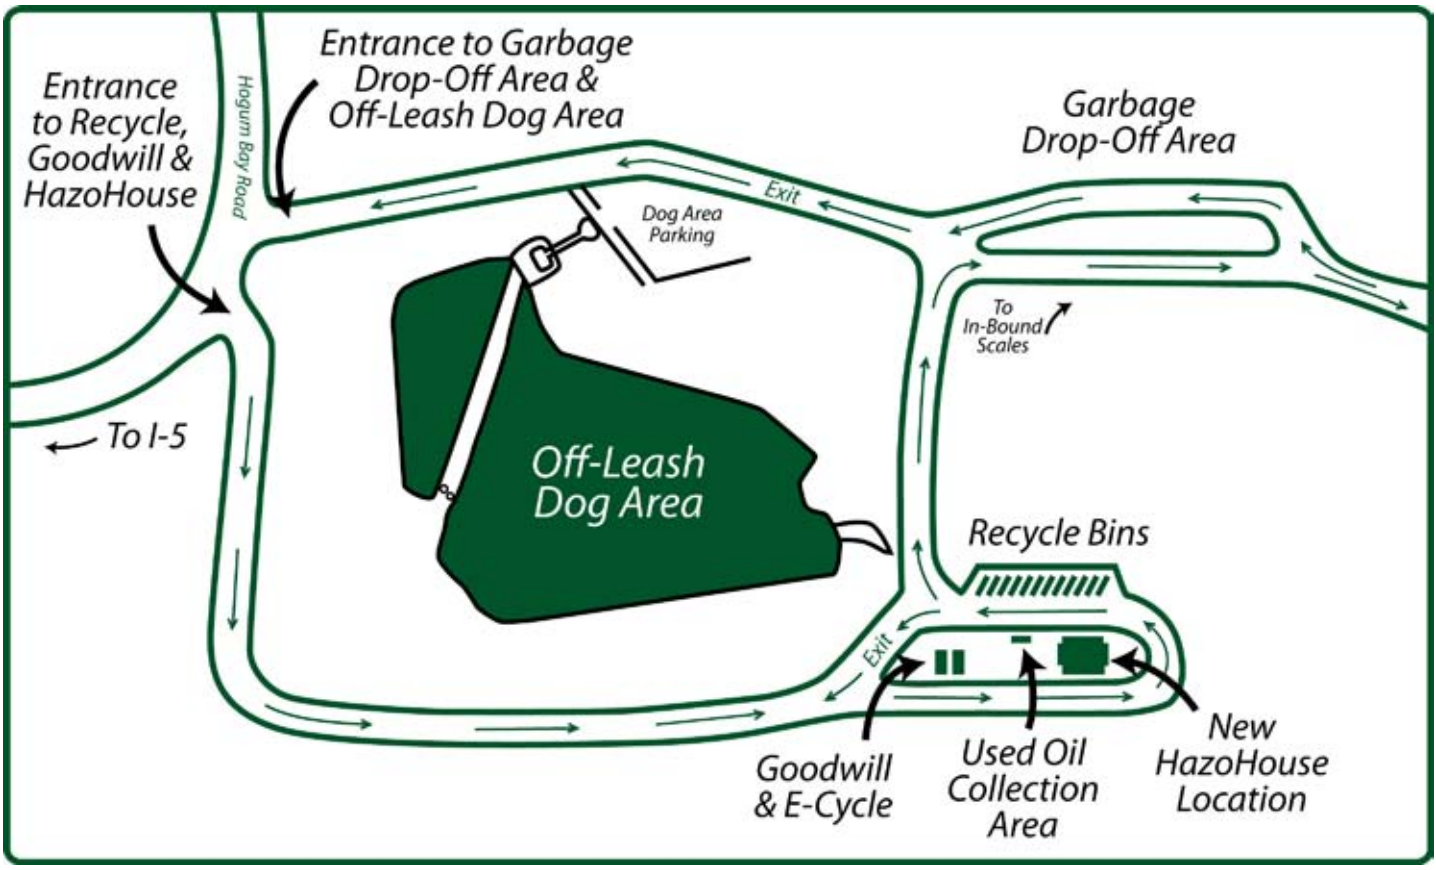 Entrance to Garbage
Drop-Off Area &
Off-Leash Dog Area
Entrance
to Recycle,
Goodwill &
HazoHouse
Hogum Bay Road
Garbage
Drop-Off Area
Exit
Dog Area
Parking
To
In-Bound
Scales
To I-5
Off-Leash
Dog Area
Recycle Bins
Exit
Goodwill
& E-Cycle
Used Oil
Collection
Area
New
HazoHouse
Location